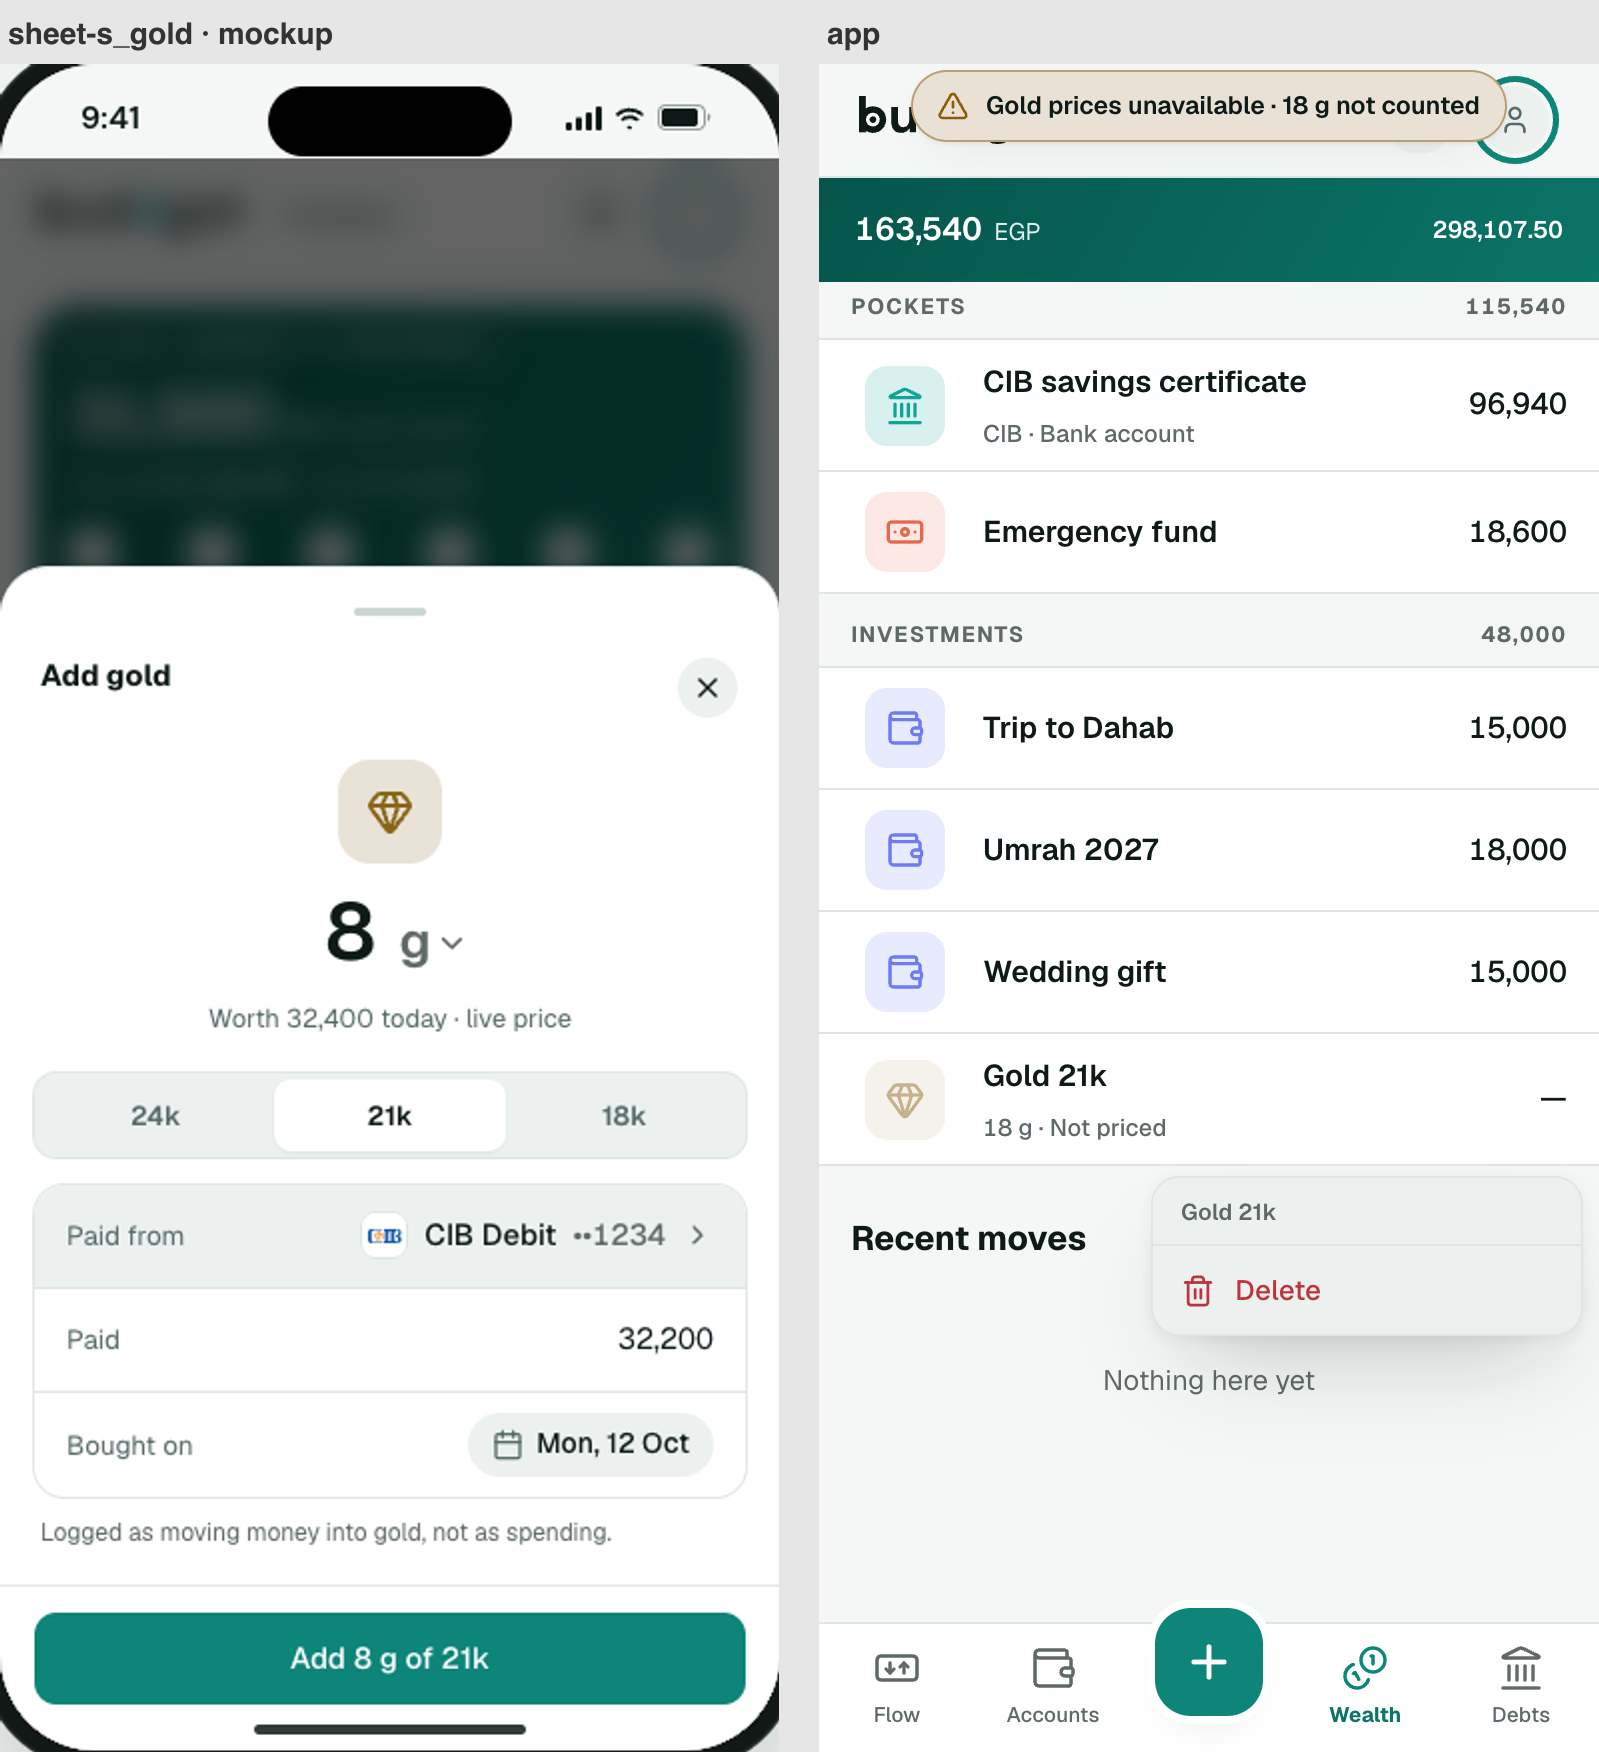 sheet-s_gold · mockup
9:41
Add gold
8 g
Worth 32,400 today · live price
24k 21k 18k
Paid from CIB CIB Debit ••1234
Paid 32,200
Bought on Mon, 12 Oct
Logged as moving money into gold, not as spending.
Add 8 g of 21k
app
bu
Gold prices unavailable · 18 g not counted
163,540 EGP 298,107.50
POCKETS 115,540
CIB savings certificate
CIB · Bank account
96,940
Emergency fund 18,600
INVESTMENTS 48,000
Trip to Dahab 15,000
Umrah 2027 18,000
Wedding gift 15,000
Gold 21k
18 g · Not priced
—
Recent moves
Gold 21k
Delete
Nothing here yet
Flow Accounts Wealth Debts